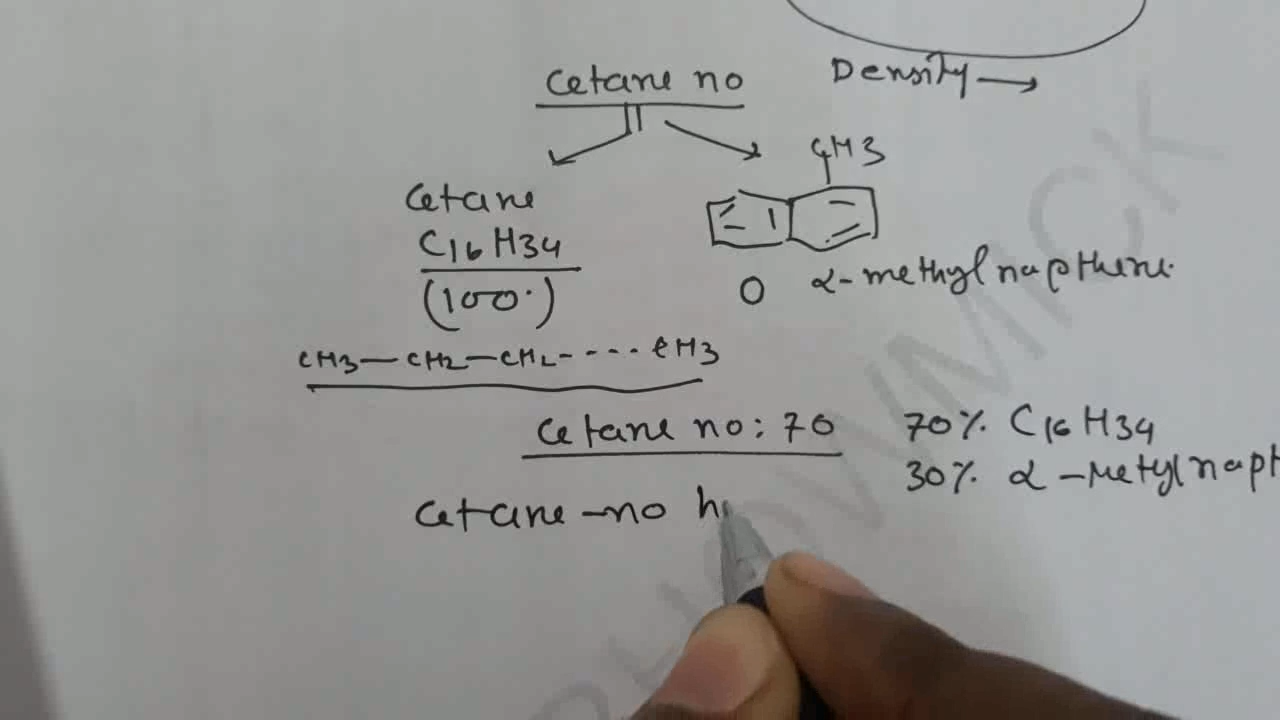 Cetane no
Density →
CH3
Cetane
C16H34
(100)
O α-methyl napthene.
CH3—CH2—CH2-----CH3
Cetane no: 70
70% C16H34
30% α-Metyl napt
Cetane-no h
BHOWMICK